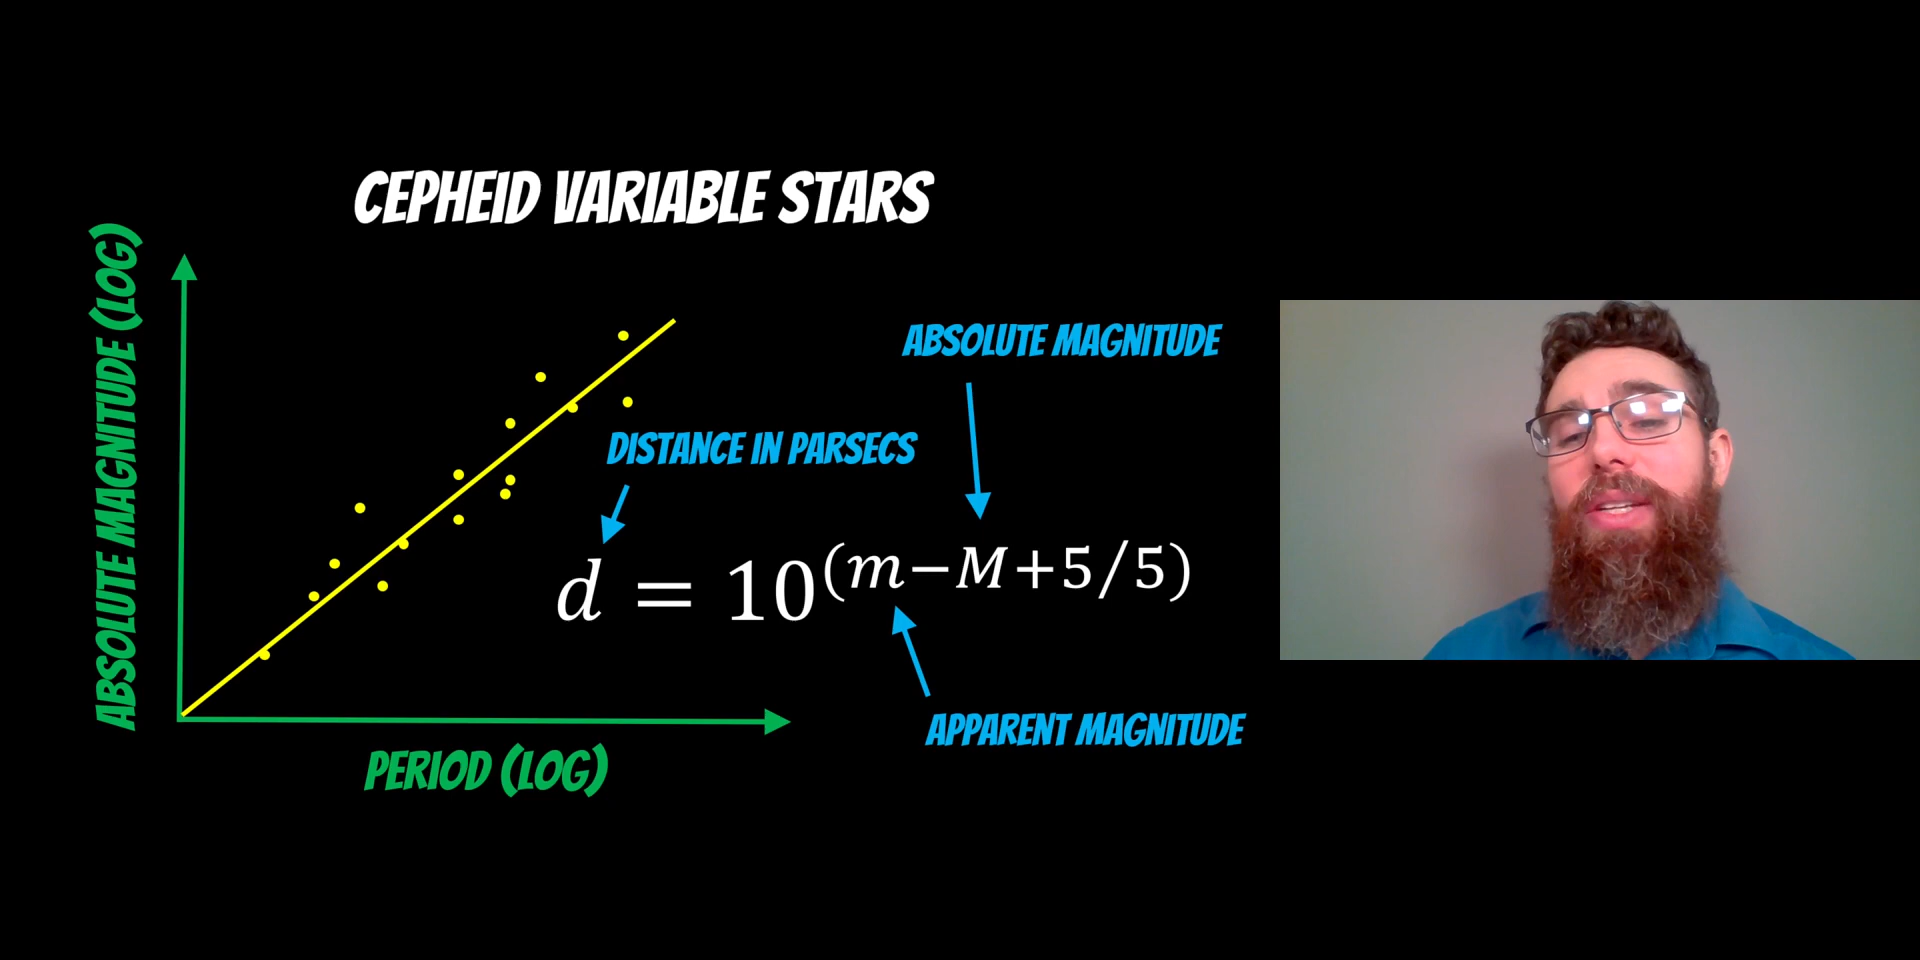 CEPHEID VARIABLE STARS
ABSOLUTE MAGNITUDE (LOG)
ABSOLUTE MAGNITUDE
DISTANCE IN PARSECS
d = 10^(m−M+5/5)
APPARENT MAGNITUDE
PERIOD (LOG)